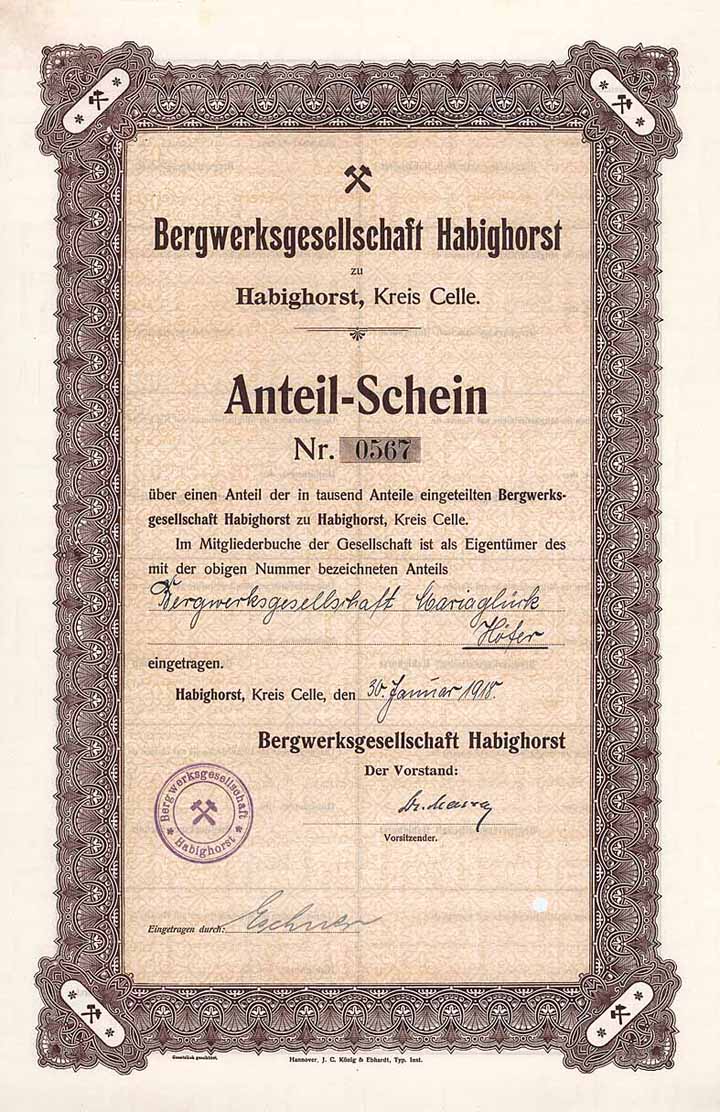 Bergwerksgesellschaft Habighorst
zu
Habighorst, Kreis Celle.
Anteil-Schein
Nr. 0567
über einen Anteil der in tausend Anteile eingeteilten Bergwerks-
gesellschaft Habighorst zu Habighorst, Kreis Celle.
Im Mitgliederbuche der Gesellschaft ist als Eigentümer des
mit der obigen Nummer bezeichneten Anteils
Bergwerksgesellschaft Mariaglück
Höfer
eingetragen.
Habighorst, Kreis Celle, den 30. Januar 1918.
Bergwerksgesellschaft Habighorst
Der Vorstand:
Vorsitzender.
Bergwerksgesellschaft
Habighorst
Eingetragen durch:
Gesetzlich geschützt.
Hannover, J. C. König & Ebhardt, Typ. Inst.